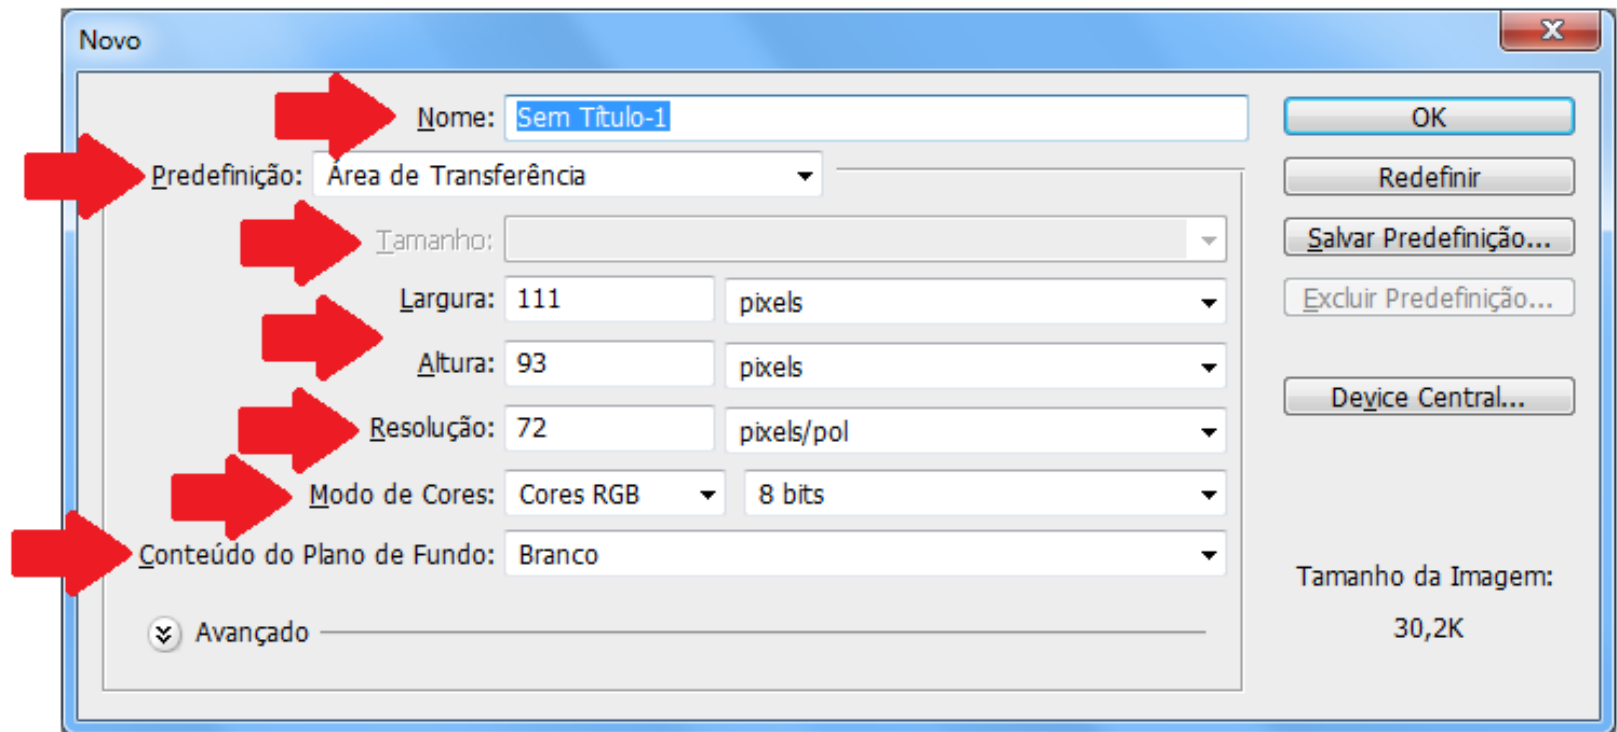 Novo
Nome: Sem Título-1
OK
Predefinição: Área de Transferência
Redefinir
Tamanho:
Salvar Predefinição...
Largura: 111 pixels
Excluir Predefinição...
Altura: 93 pixels
Device Central...
Resolução: 72 pixels/pol
Modo de Cores: Cores RGB 8 bits
Conteúdo do Plano de Fundo: Branco
Tamanho da Imagem:
30,2K
Avançado